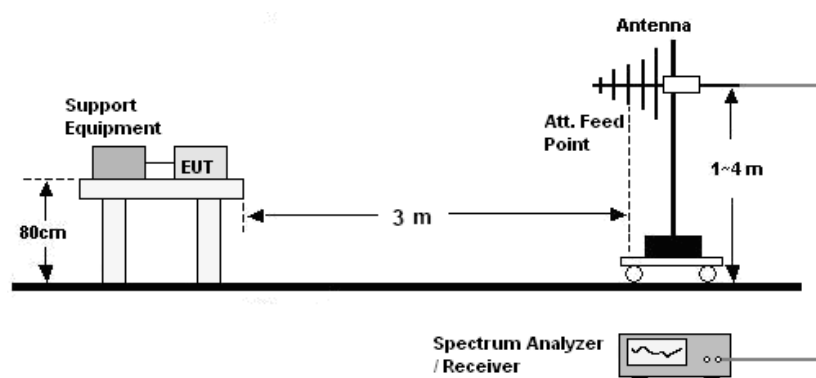 Antenna
Support
Equipment
EUT
Att. Feed
Point
1~4 m
80cm
3 m
Spectrum Analyzer
/ Receiver